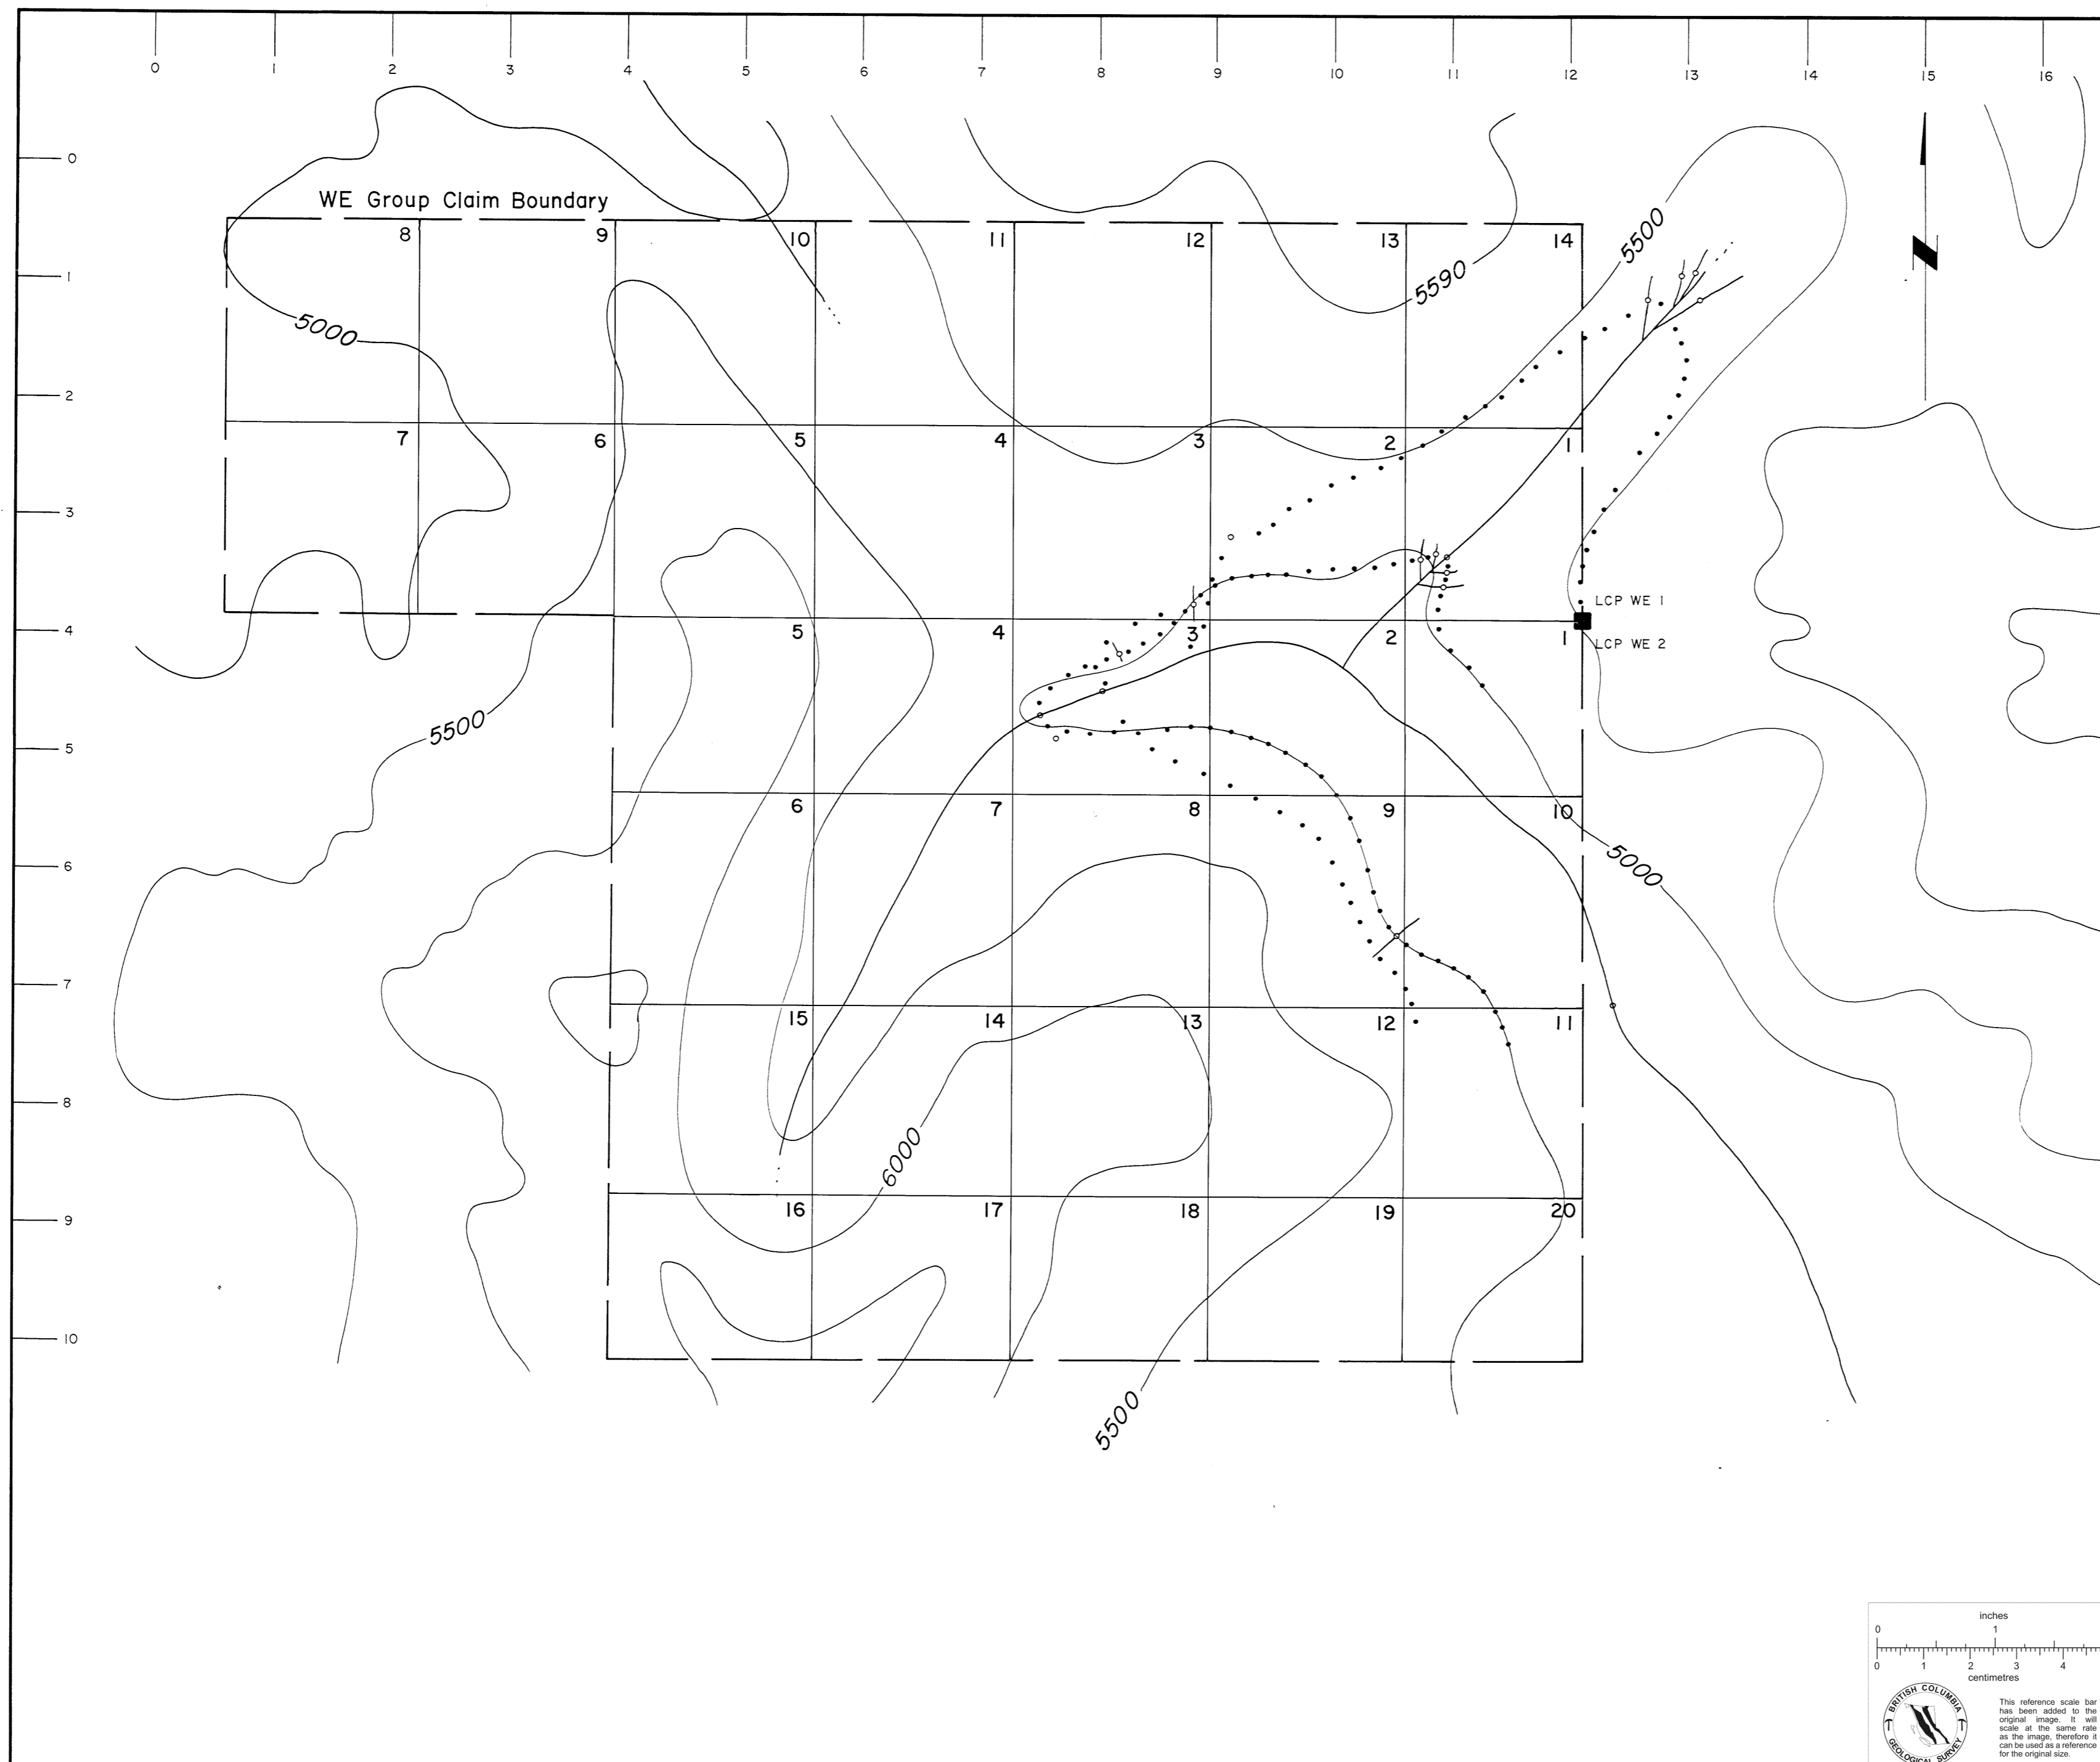 0 1 2 3 4 5 6 7 8 9 10 11 12 13 14 15 16
0
WE Group Claim Boundary
8 9 10 11 12 13 14
5500
N
1
5590
5000
2
7 6 5 4 3 2 1
3
LCP WE 1
4
5 4 3 2 1
LCP WE 2
5500
5
6 7 8 9 10
5000
6
7
15 14 13 12 11
8
6000
9
16 17 18 19 20
10
5500
inches
0 1
0 1 2 3 4
centimetres
BRITISH COLUMBIA
GEOLOGICAL SURVEY
This reference scale bar
has been added to the
original image. It will
scale at the same rate
as the image, therefore it
can be used as a reference
for the original size.